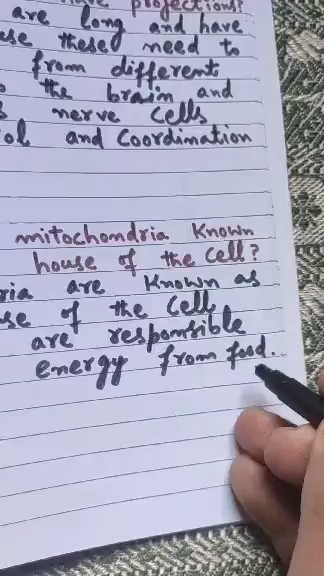 projections?
are long and have
these need to
from different
the brain and
nerve cells
and Coordination
mitochondria Known
house of the cell?
are Known as
of the Cell
are responsible
energy from food.